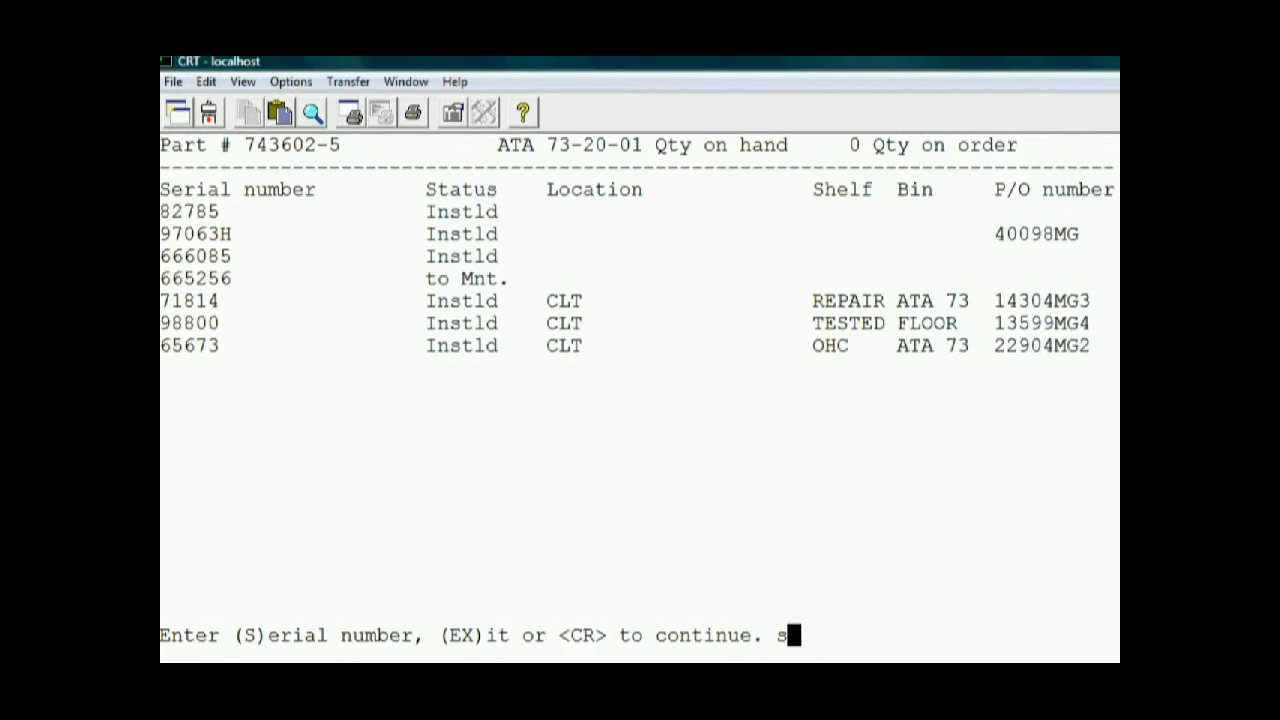 CRT - localhost
File Edit View Options Transfer Window Help
Part # 743602-5 ATA 73-20-01 Qty on hand 0 Qty on order
--------------------------------------------------------------------------------
Serial number Status Location Shelf Bin P/O number
82785 Instld
97063H Instld 40098MG
666085 Instld
665256 to Mnt.
71814 Instld CLT REPAIR ATA 73 14304MG3
98800 Instld CLT TESTED FLOOR 13599MG4
65673 Instld CLT OHC ATA 73 22904MG2
Enter (S)erial number, (EX)it or <CR> to continue. s